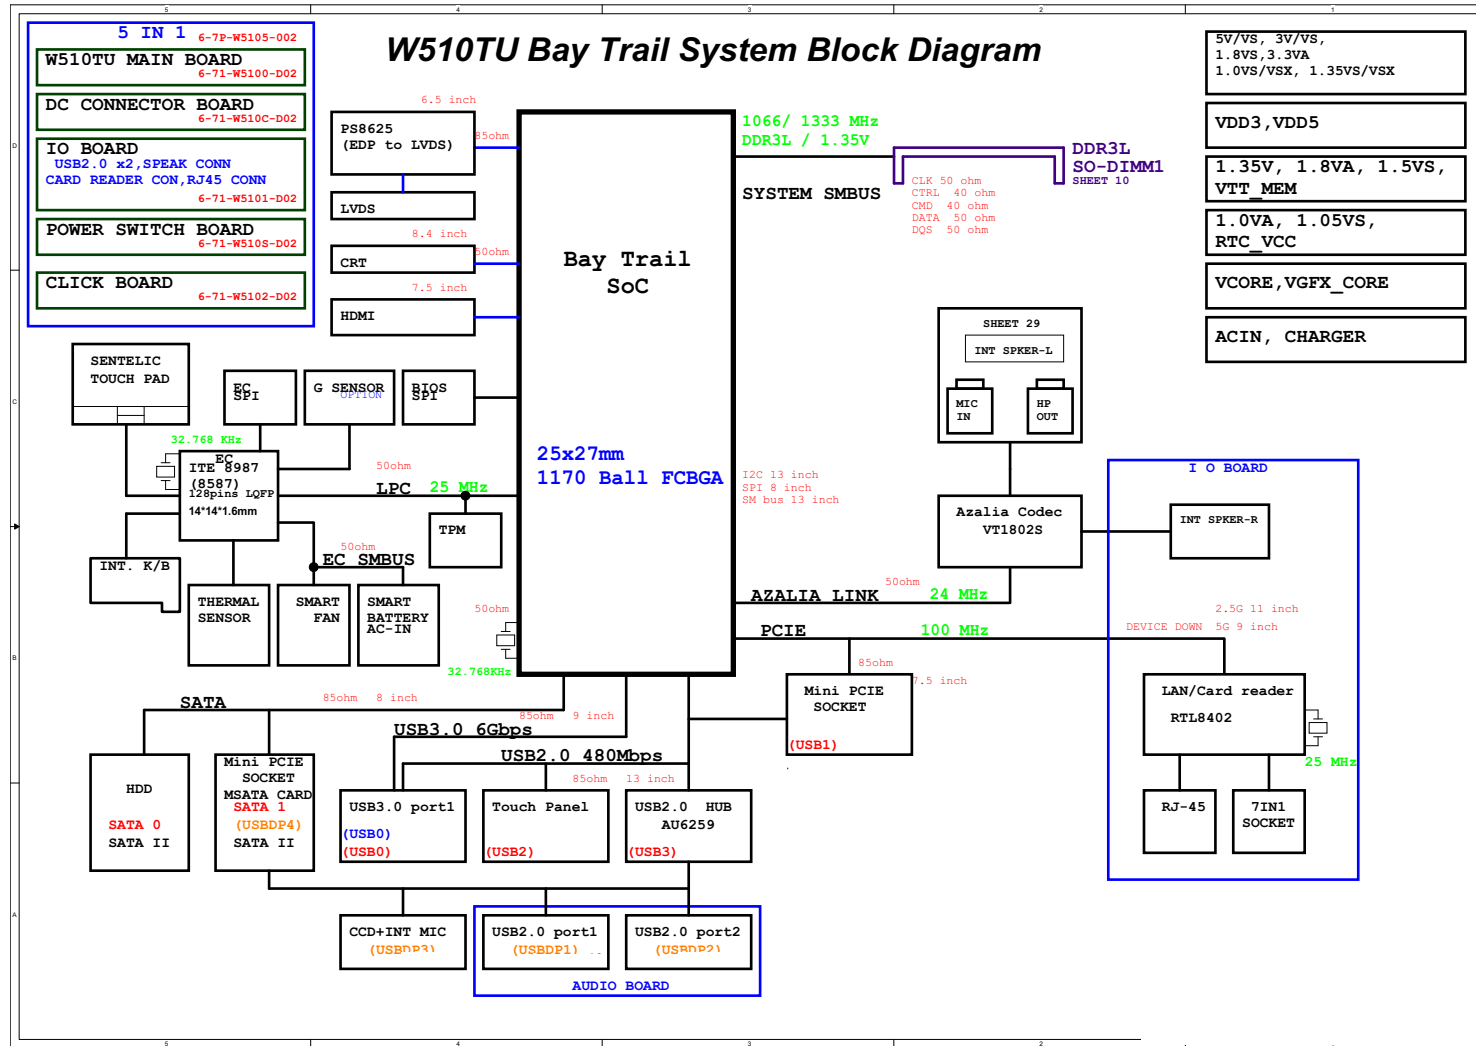 W510TU Bay Trail System Block Diagram
5 IN 1 6-7P-W5105-002
W510TU MAIN BOARD
6-71-W5100-D02
DC CONNECTOR BOARD
6-71-W510C-D02
IO BOARD
USB2.0 x2,SPEAK CONN
CARD READER CON,RJ45 CONN
6-71-W5101-D02
POWER SWITCH BOARD
6-71-W510S-D02
CLICK BOARD
6-71-W5102-D02
6.5 inch
PS8625
(EDP to LVDS)
85ohm
LVDS
8.4 inch
50ohm
CRT
7.5 inch
HDMI
Bay Trail
SoC
25x27mm
1170 Ball FCBGA
1066/ 1333 MHz
DDR3L / 1.35V
SYSTEM SMBUS
DDR3L
SO-DIMM1
SHEET 10
CLK 50 ohm
CTRL 40 ohm
CMD 40 ohm
DATA 50 ohm
DQS 50 ohm
5V/VS, 3V/VS,
1.8VS,3.3VA
1.0VS/VSX, 1.35VS/VSX
VDD3,VDD5
1.35V, 1.8VA, 1.5VS,
VTT_MEM
1.0VA, 1.05VS,
RTC_VCC
VCORE,VGFX_CORE
ACIN, CHARGER
SENTELIC
TOUCH PAD
EC
SPI
G SENSOR
OPTION
BIOS
SPI
32.768 KHz
EC
ITE 8987
(8587)
128pins LQFP
14*14*1.6mm
50ohm
LPC 25 MHz
TPM
INT. K/B
50ohm
EC SMBUS
THERMAL
SENSOR
SMART
FAN
SMART
BATTERY
AC-IN
50ohm
32.768KHz
I2C 13 inch
SPI 8 inch
SM bus 13 inch
SHEET 29
INT SPKER-L
MIC
IN
HP
OUT
Azalia Codec
VT1802S
50ohm
AZALIA LINK 24 MHz
PCIE 100 MHz
I O BOARD
INT SPKER-R
2.5G 11 inch
DEVICE DOWN 5G 9 inch
LAN/Card reader
RTL8402
25 MHz
RJ-45
7IN1
SOCKET
85ohm
7.5 inch
Mini PCIE
SOCKET
(USB1)
SATA
85ohm 8 inch
85ohm 9 inch
USB3.0 6Gbps
USB2.0 480Mbps
85ohm 13 inch
HDD
SATA 0
SATA II
Mini PCIE
SOCKET
MSATA CARD
SATA 1
(USBDP4)
SATA II
USB3.0 port1
(USB0)
(USB0)
Touch Panel
(USB2)
USB2.0 HUB
AU6259
(USB3)
CCD+INT MIC
(USBDP3)
USB2.0 port1
(USBDP1)
USB2.0 port2
(USBDP2)
AUDIO BOARD
5
4
3
2
1
5
4
3
2
1
D
C
B
A